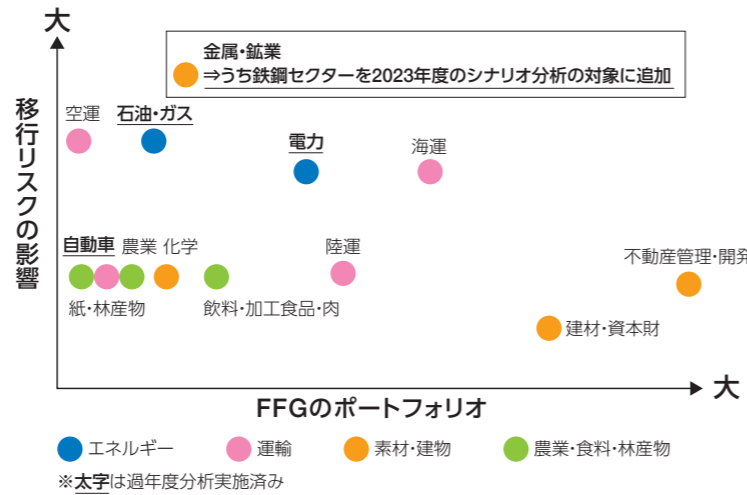 大
金属・鉱業
⇒うち鉄鋼セクターを2023年度のシナリオ分析の対象に追加
移行リスクの影響
空運
石油・ガス
電力
海運
自動車 農業 化学
陸運
不動産管理・開発
紙・林産物
飲料・加工食品・肉
建材・資本財
大
FFGのポートフォリオ
エネルギー 運輸 素材・建物 農業・食料・林産物
※太字は過年度分析実施済み